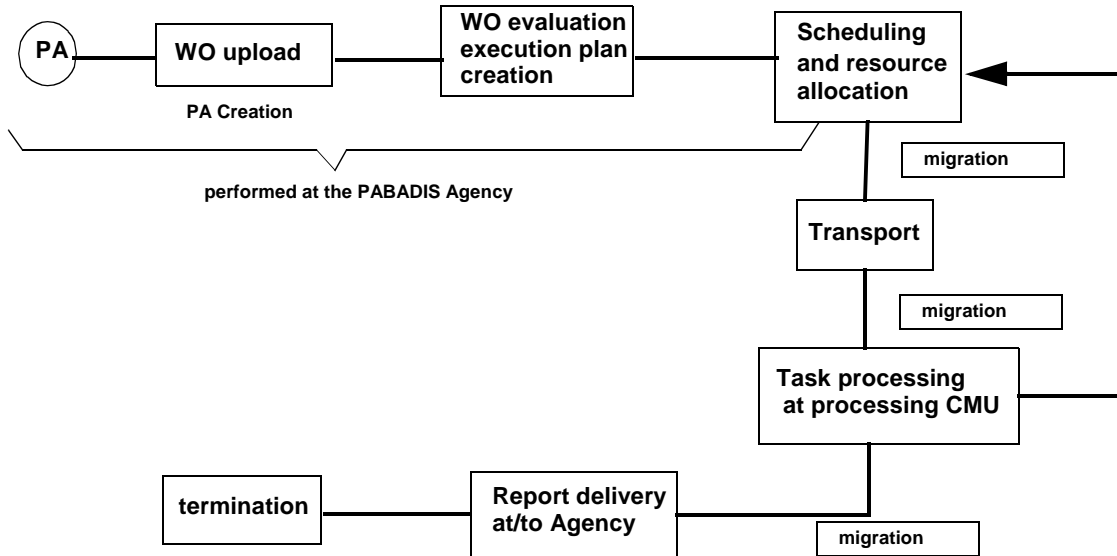 PA
WO upload
WO evaluation
execution plan
creation
Scheduling
and resource
allocation
PA Creation
performed at the PABADIS Agency
migration
Transport
migration
Task processing
at processing CMU
termination
Report delivery
at/to Agency
migration